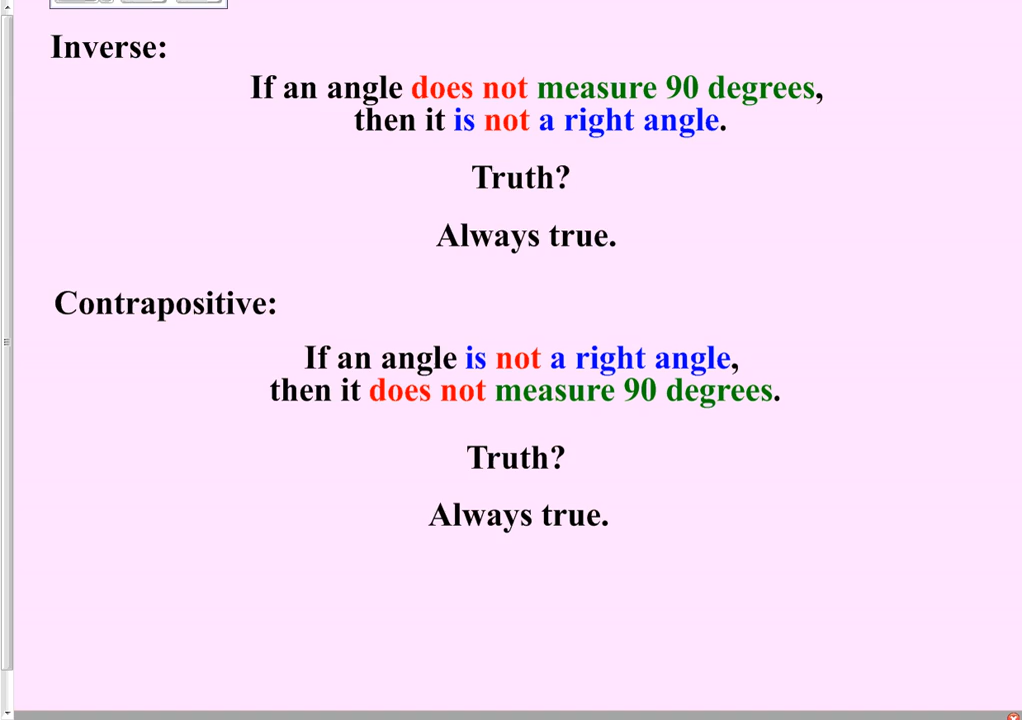 Inverse:
If an angle does not measure 90 degrees,
then it is not a right angle.
Truth?
Always true.
Contrapositive:
If an angle is not a right angle,
then it does not measure 90 degrees.
Truth?
Always true.